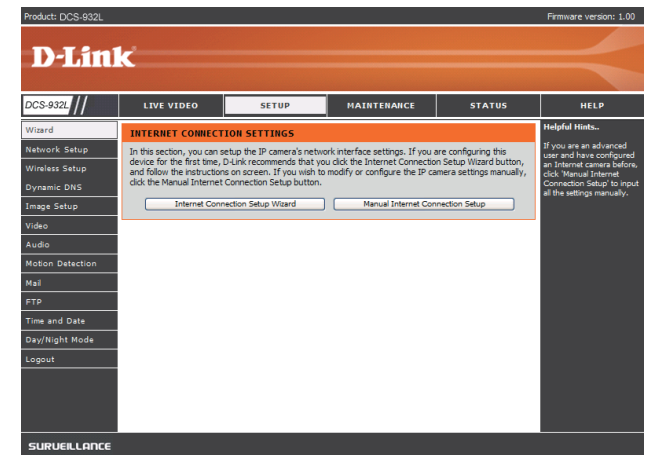 Product: DCS-932L
Firmware version: 1.00
D-Link
DCS-932L
LIVE VIDEO
SETUP
MAINTENANCE
STATUS
HELP
Wizard
Network Setup
Wireless Setup
Dynamic DNS
Image Setup
Video
Audio
Motion Detection
Mail
FTP
Time and Date
Day/Night Mode
Logout
INTERNET CONNECTION SETTINGS
In this section, you can setup the IP camera's network interface settings. If you are configuring this
device for the first time, D-Link recommends that you click the Internet Connection Setup Wizard button,
and follow the instructions on screen. If you wish to modify or configure the IP camera settings manually,
click the Manual Internet Connection Setup button.
Internet Connection Setup Wizard
Manual Internet Connection Setup
Helpful Hints..
If you are an advanced
user and have configured
an Internet camera before,
click 'Manual Internet
Connection Setup' to input
all the settings manually.
SURVEILLANCE